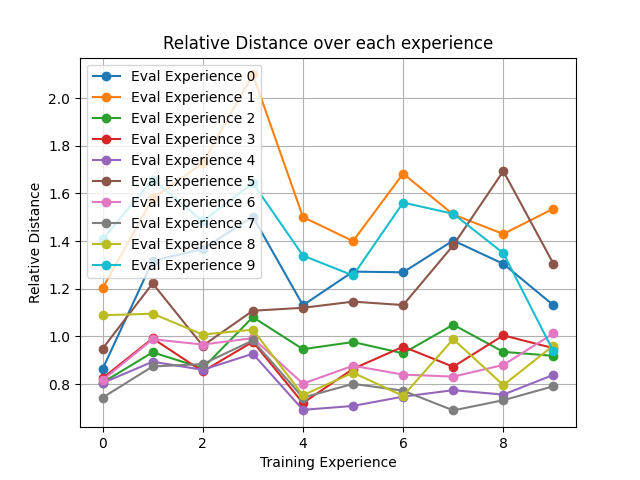 Relative Distance over each experience
Eval Experience 0
Eval Experience 1
Eval Experience 2
Eval Experience 3
Eval Experience 4
Eval Experience 5
Eval Experience 6
Eval Experience 7
Eval Experience 8
Eval Experience 9
2.0
1.8
1.6
1.4
1.2
1.0
0.8
Relative Distance
0 2 4 6 8
Training Experience